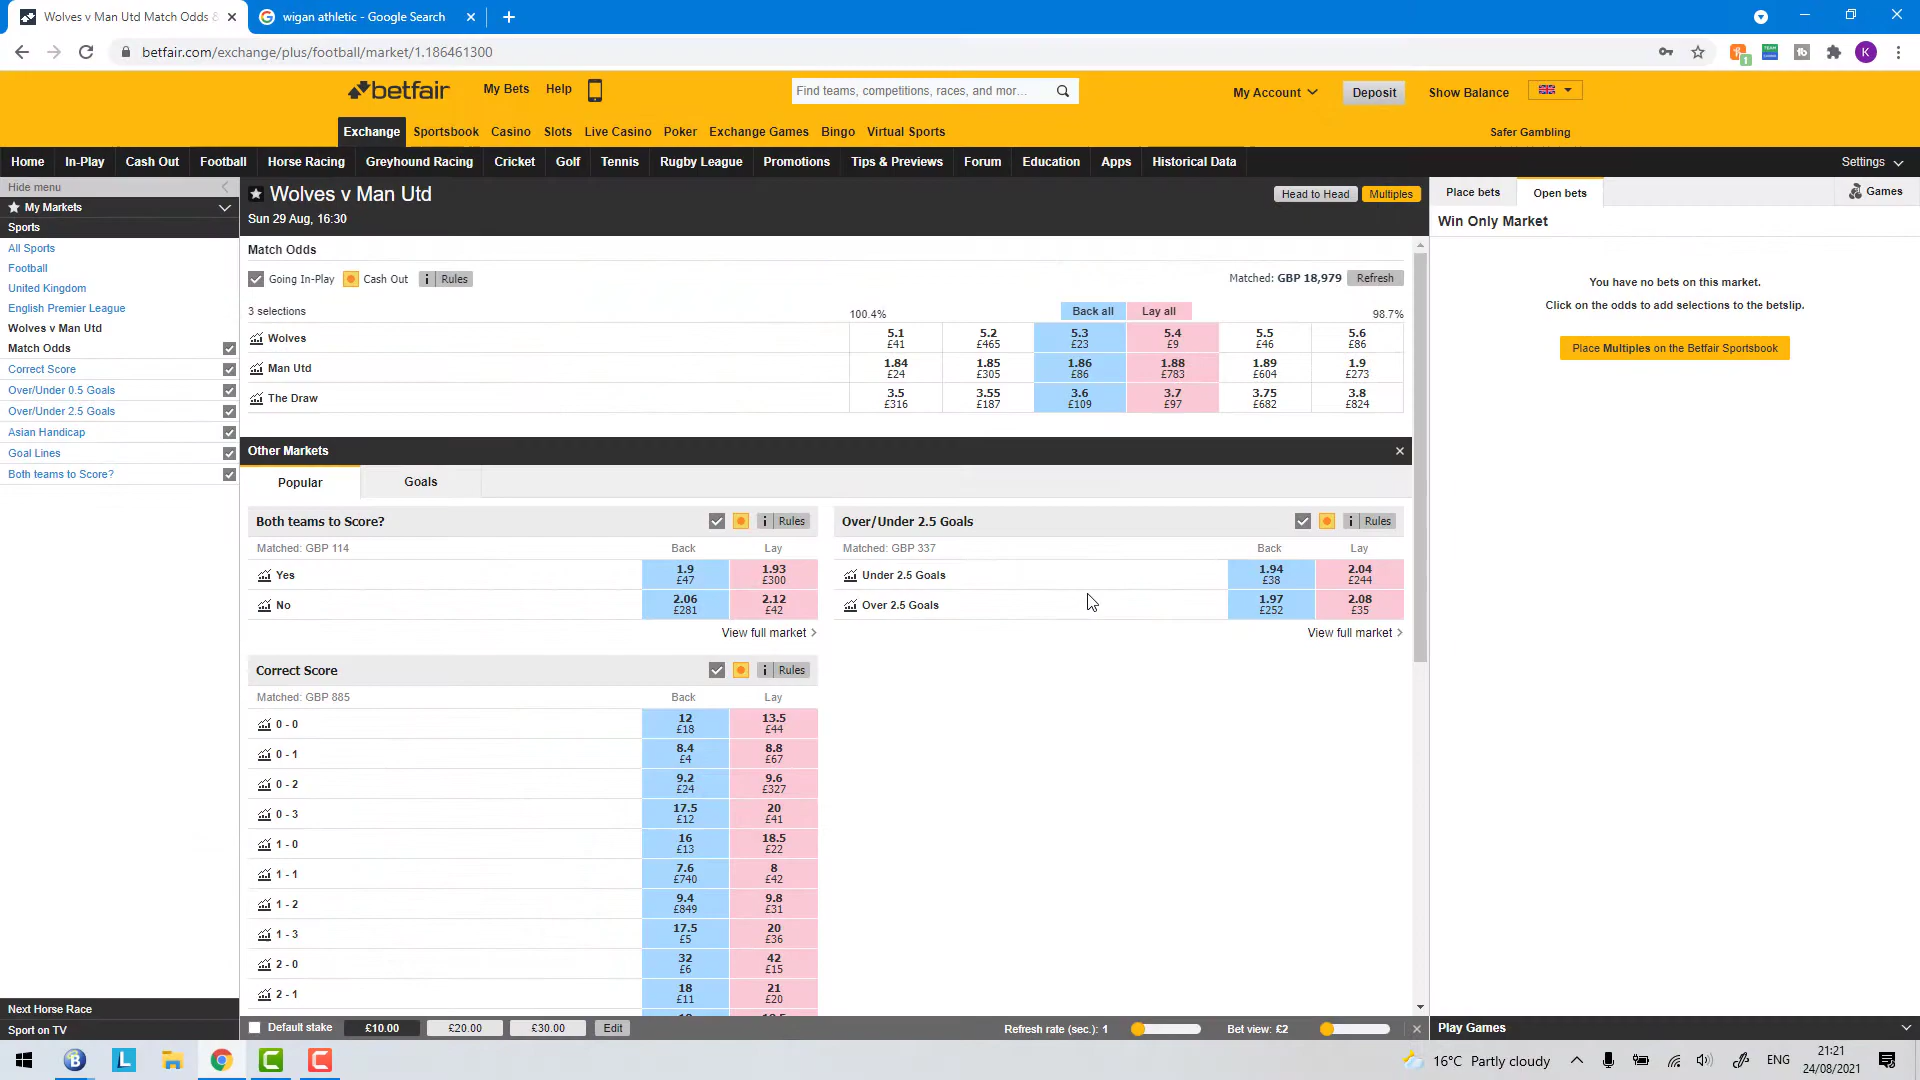 Wolves v Man Utd Match Odds &
wigan athletic - Google Search
betfair.com/exchange/plus/football/market/1.186461300
1
K
betfair
My Bets
Help
Find teams, competitions, races, and mor...
My Account
Deposit
Show Balance
Exchange
Sportsbook
Casino
Slots
Live Casino
Poker
Exchange Games
Bingo
Virtual Sports
Safer Gambling
Home
In-Play
Cash Out
Football
Horse Racing
Greyhound Racing
Cricket
Golf
Tennis
Rugby League
Promotions
Tips & Previews
Forum
Education
Apps
Historical Data
Settings
Hide menu
My Markets
Sports
All Sports
Football
United Kingdom
English Premier League
Wolves v Man Utd
Match Odds
Correct Score
Over/Under 0.5 Goals
Over/Under 2.5 Goals
Asian Handicap
Goal Lines
Both teams to Score?
Next Horse Race
Sport on TV
Wolves v Man Utd
Head to Head
Multiples
Sun 29 Aug, 16:30
Match Odds
Going In-Play
Cash Out
i Rules
Matched: GBP 18,979
Refresh
3 selections
100.4%
Back all
Lay all
98.7%
Wolves
5.1 5.2 5.3 5.4 5.5 5.6
£41 £465 £23 £9 £46 £86
Man Utd
1.84 1.85 1.86 1.88 1.89 1.9
£24 £305 £86 £783 £604 £273
The Draw
3.5 3.55 3.6 3.7 3.75 3.8
£316 £187 £109 £97 £682 £824
Other Markets
Popular
Goals
Both teams to Score?
i Rules
Matched: GBP 114
Back Lay
Yes
1.9 1.93
£47 £300
No
2.06 2.12
£281 £42
View full market
Over/Under 2.5 Goals
i Rules
Matched: GBP 337
Back Lay
Under 2.5 Goals
1.94 2.04
£38 £244
Over 2.5 Goals
1.97 2.08
£252 £35
View full market
Correct Score
i Rules
Matched: GBP 885
Back Lay
0 - 0
12 13.5
£18 £44
0 - 1
8.4 8.8
£4 £67
0 - 2
9.2 9.6
£24 £327
0 - 3
17.5 20
£12 £41
1 - 0
16 18.5
£13 £22
1 - 1
7.6 8
£740 £42
1 - 2
9.4 9.8
£849 £31
1 - 3
17.5 20
£5 £36
2 - 0
32 42
£6 £15
2 - 1
18 21
£11 £20
Default stake
£10.00
£20.00
£30.00
Edit
Refresh rate (sec.): 1
Bet view: £2
Place bets
Open bets
Games
Win Only Market
You have no bets on this market.
Click on the odds to add selections to the betslip.
Place Multiples on the Betfair Sportsbook
Play Games
B
L
C
C
16°C Partly cloudy
ENG
21:21
24/08/2021